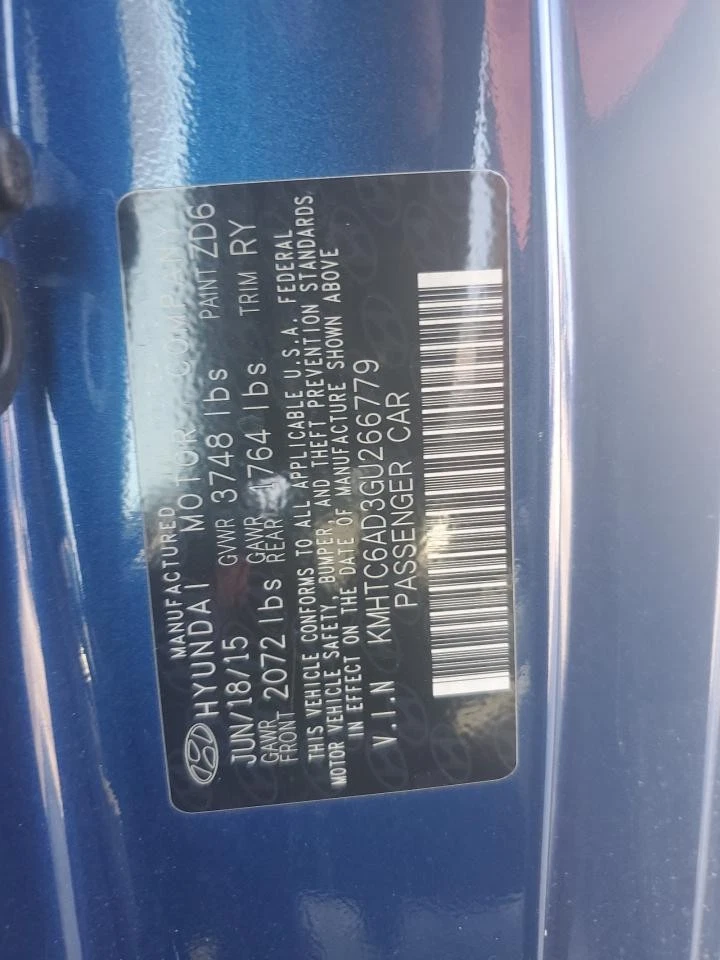 MANUFACTURED
HYUNDAI MOTOR COMPANY
JUN/18/15 GVWR 3748 lbs PAINT ZD6
GAWR FRONT 2072 lbs GAWR REAR 1764 lbs TRIM RY
THIS VEHICLE CONFORMS TO ALL APPLICABLE U.S.A. FEDERAL
MOTOR VEHICLE SAFETY, BUMPER, AND THEFT PREVENTION STANDARDS
IN EFFECT ON THE DATE OF MANUFACTURE SHOWN ABOVE
V.I.N KMHTC6AD3GU266779
PASSENGER CAR